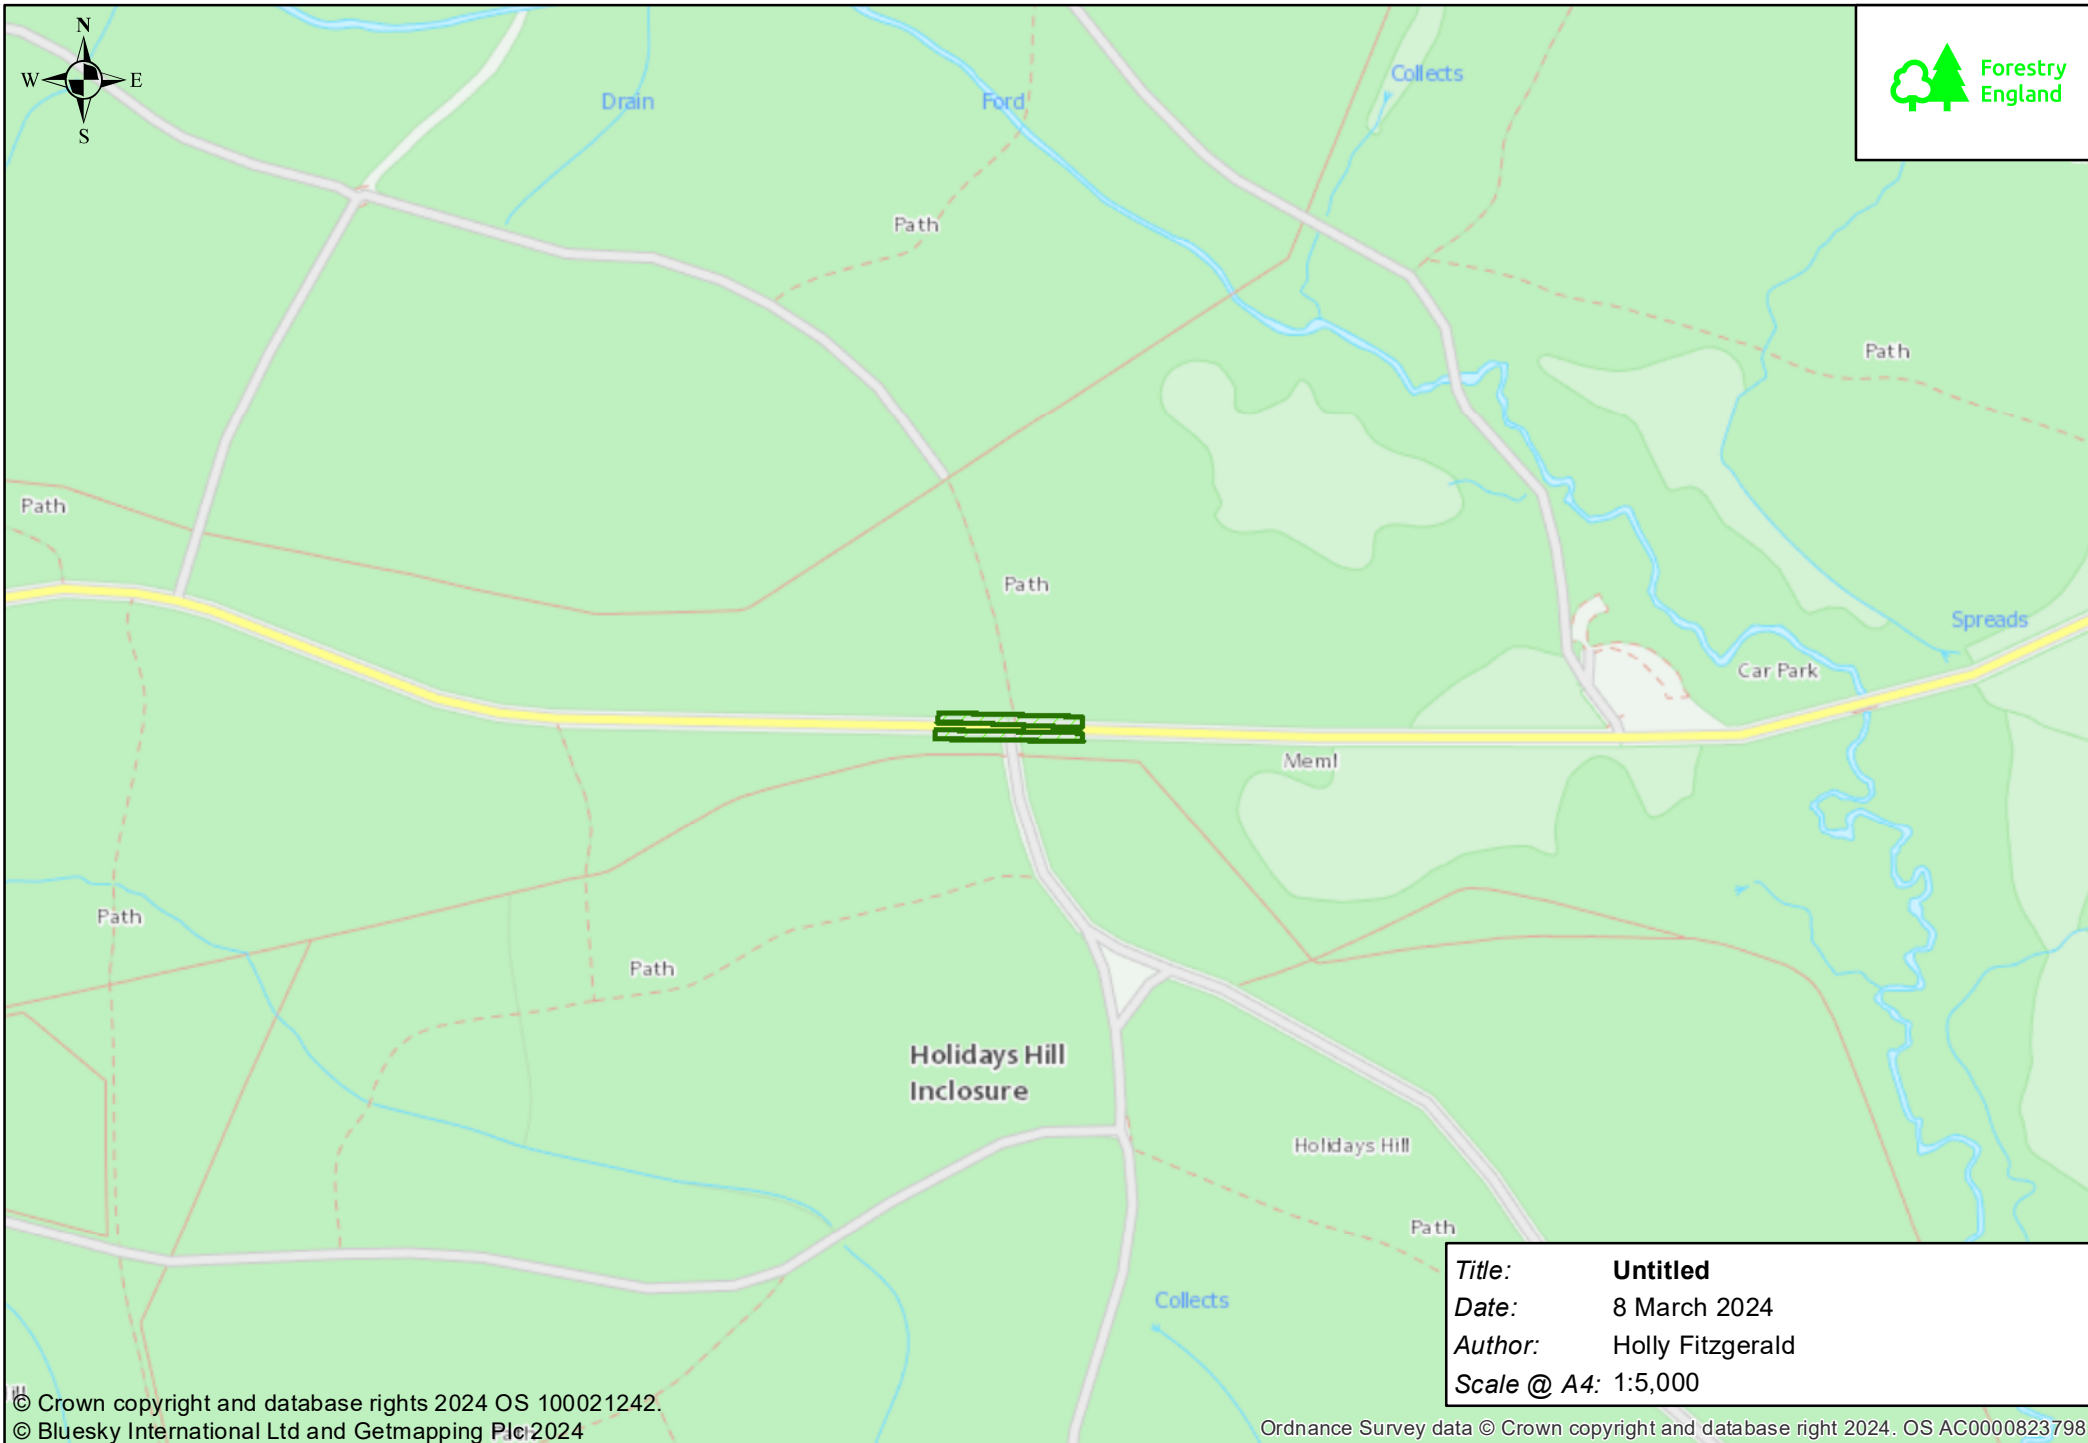 N
W E
S
Forestry
England
Collects
Drain
Ford
Path
Path
Path
Path
Spreads
Car Park
Meml
Path
Path
Holidays Hill
Inclosure
Holidays Hill
Path
Collects
Title: Untitled
Date: 8 March 2024
Author: Holly Fitzgerald
Scale @ A4: 1:5,000
© Crown copyright and database rights 2024 OS 100021242.
© Bluesky International Ltd and Getmapping Plc 2024
Path
Ordnance Survey data © Crown copyright and database right 2024. OS AC0000823798